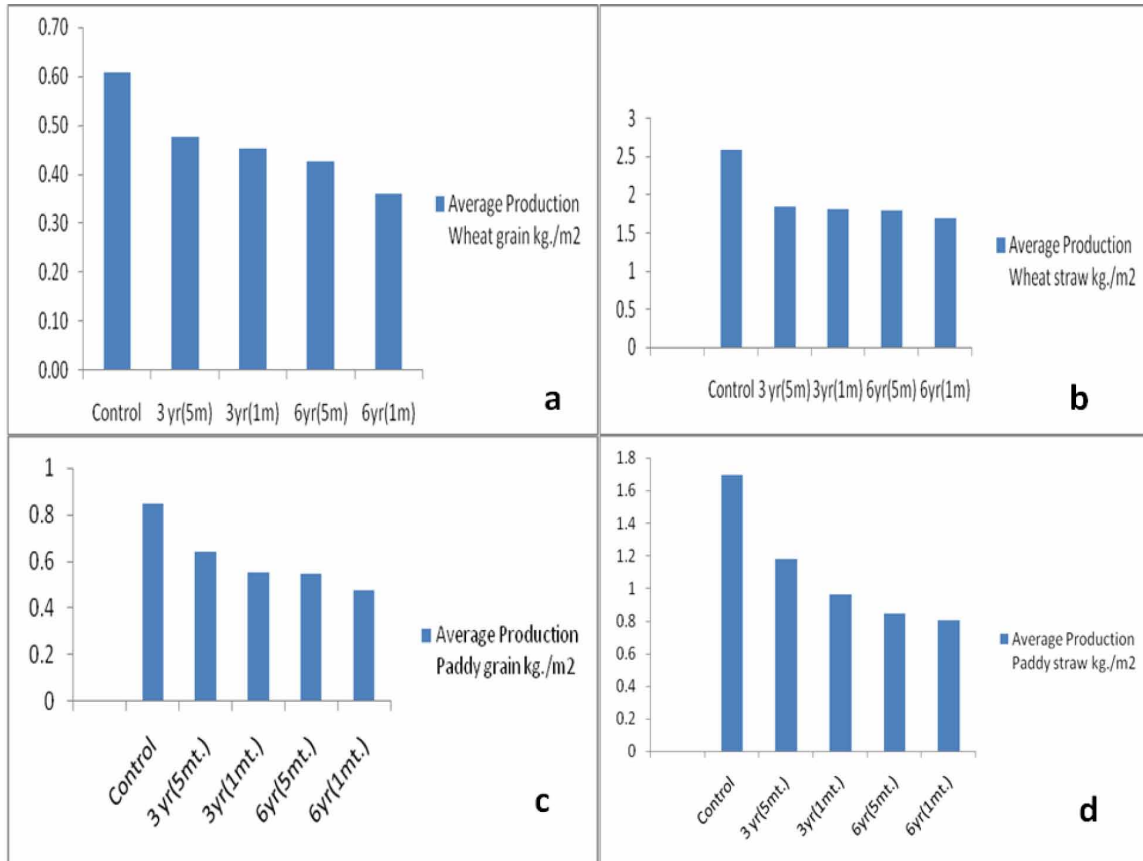 0.70
0.60
0.50
0.40
0.30
0.20
0.10
0.00
Control 3 yr(5m) 3yr(1m) 6yr(5m) 6yr(1m)
Average Production
Wheat grain kg./m2
a
3
2.5
2
1.5
1
0.5
0
Control 3 yr(5m) 3yr(1m) 6yr(5m) 6yr(1m)
Average Production
Wheat straw kg./m2
b
1
0.8
0.6
0.4
0.2
0
Control
3 yr(5mt.)
3yr(1mt.)
6yr(5mt.)
6yr(1mt.)
Average Production
Paddy grain kg./m2
c
1.8
1.6
1.4
1.2
1
0.8
0.6
0.4
0.2
0
Control
3 yr(5mt.)
3yr(1mt.)
6yr(5mt.)
6yr(1mt.)
Average Production
Paddy straw kg./m2
d